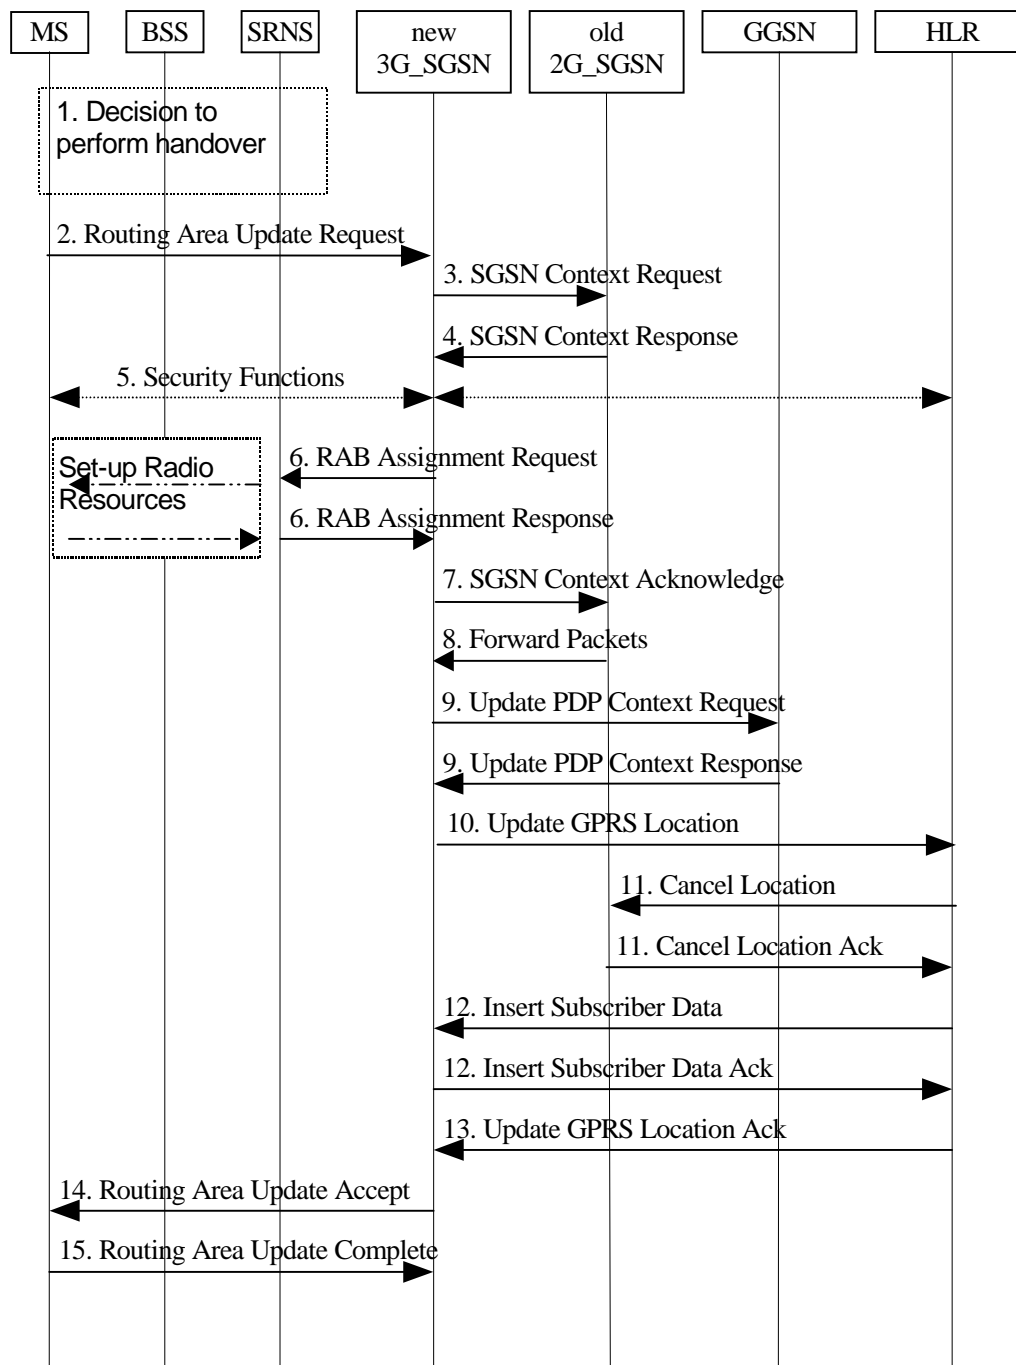 MS BSS SRNS new old GGSN HLR
3G_SGSN 2G_SGSN
1. Decision to
perform handover
2. Routing Area Update Request
3. SGSN Context Request
4. SGSN Context Response
5. Security Functions
6. RAB Assignment Request
Set-up Radio
Resources
6. RAB Assignment Response
7. SGSN Context Acknowledge
8. Forward Packets
9. Update PDP Context Request
9. Update PDP Context Response
10. Update GPRS Location
11. Cancel Location
11. Cancel Location Ack
12. Insert Subscriber Data
12. Insert Subscriber Data Ack
13. Update GPRS Location Ack
14. Routing Area Update Accept
15. Routing Area Update Complete